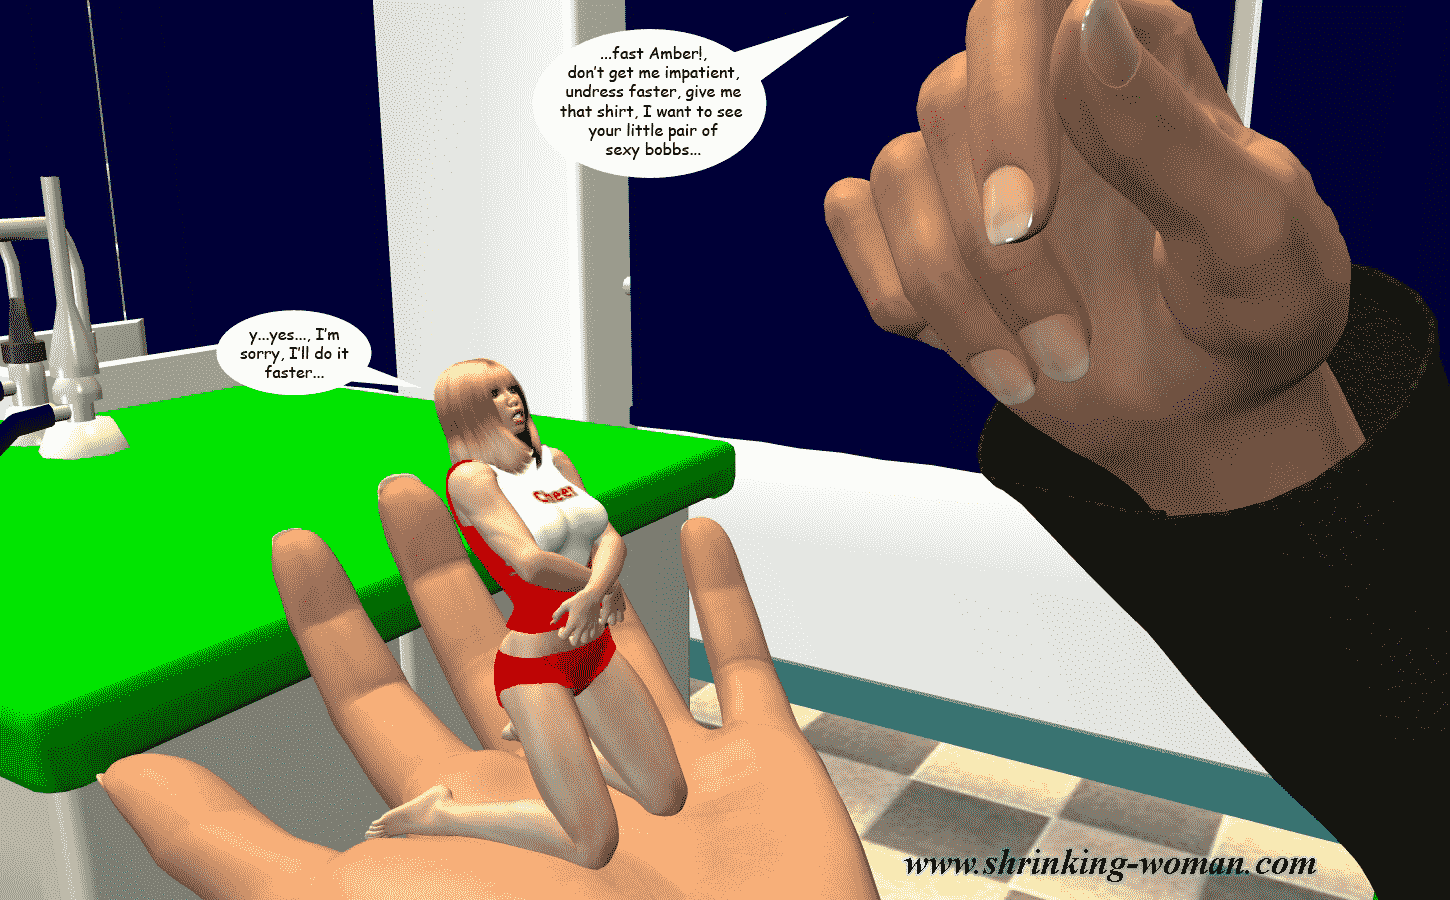 ...fast Amber!,
don't get me impatient,
undress faster, give me
that shirt, I want to see
your little pair of
sexy bobbs...
y...yes..., I'm
sorry, I'll do it
faster...
Cheer
www.shrinking-woman.com